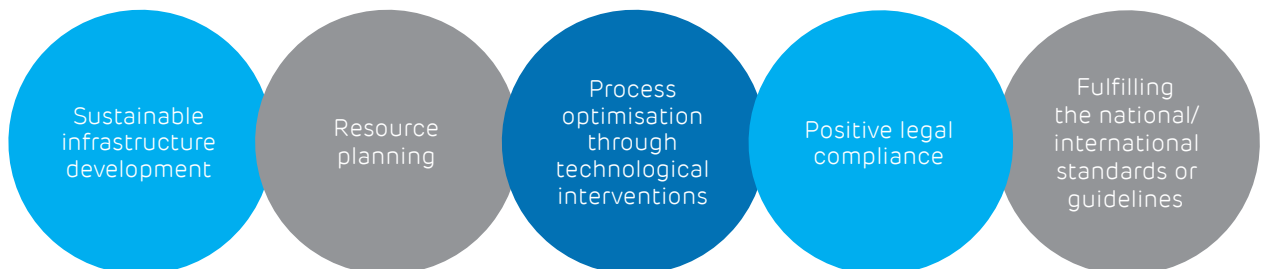 Sustainable
infrastructure
development
Resource
planning
Process
optimisation
through
technological
interventions
Positive legal
compliance
Fulfilling
the national/
international
standards or
guidelines